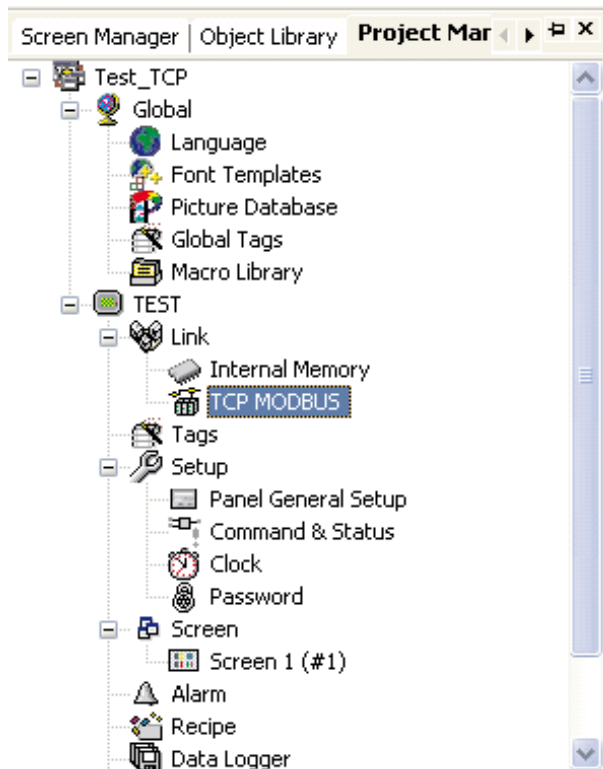 Screen Manager Object Library Project Mar
Test_TCP
Global
Language
Font Templates
Picture Database
Global Tags
Macro Library
TEST
Link
Internal Memory
TCP MODBUS
Tags
Setup
Panel General Setup
Command & Status
Clock
Password
Screen
Screen 1 (#1)
Alarm
Recipe
Data Logger